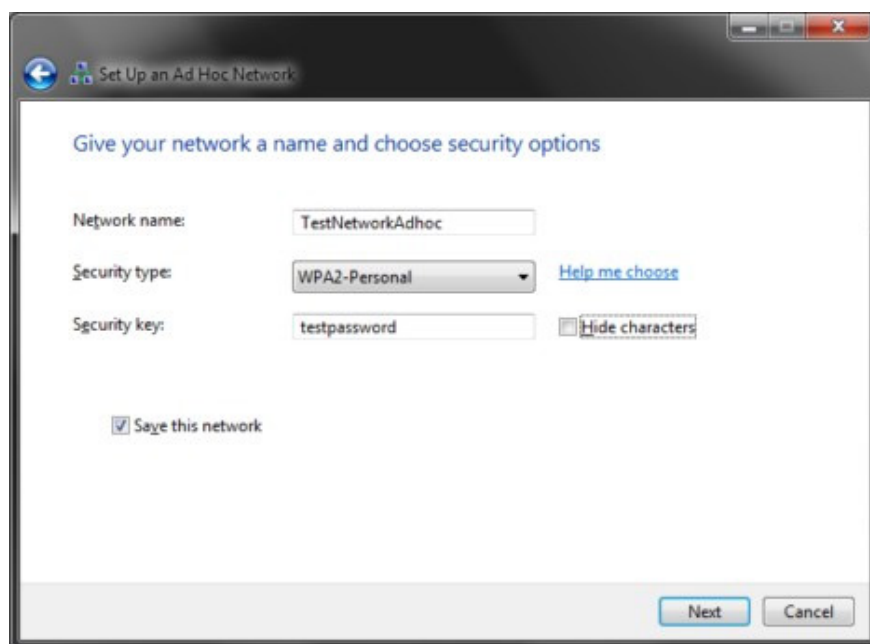 Set Up an Ad Hoc Network
Give your network a name and choose security options
Network name: TestNetworkAdhoc
Security type: WPA2-Personal Help me choose
Security key: testpassword Hide characters
Save this network
Next Cancel